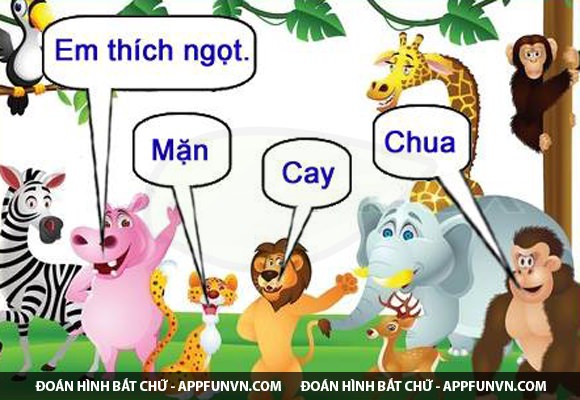 Em thích ngọt.
Mặn
Cay
Chua
ĐOÁN HÌNH BẮT CHỮ - APPFUNVN.COM ĐOÁN HÌNH BẮT CHỮ - APPFUNVN.COM